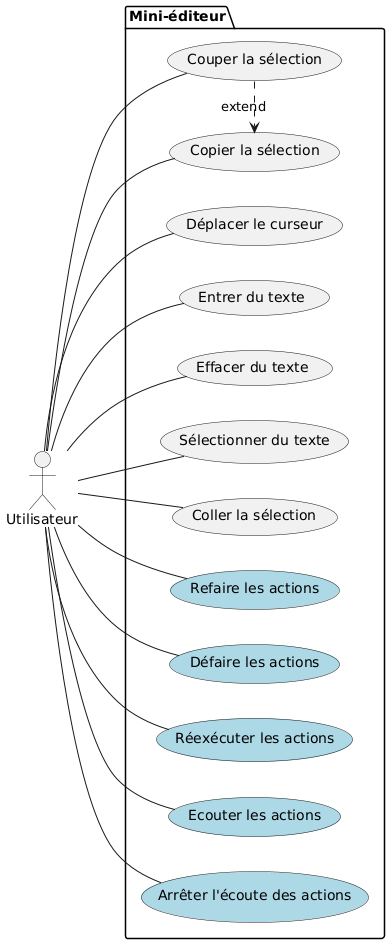 Mini-éditeur
Couper la sélection
extend
Copier la sélection
Déplacer le curseur
Entrer du texte
Effacer du texte
Sélectionner du texte
Coller la sélection
Utilisateur
Refaire les actions
Défaire les actions
Réexécuter les actions
Ecouter les actions
Arrêter l'écoute des actions